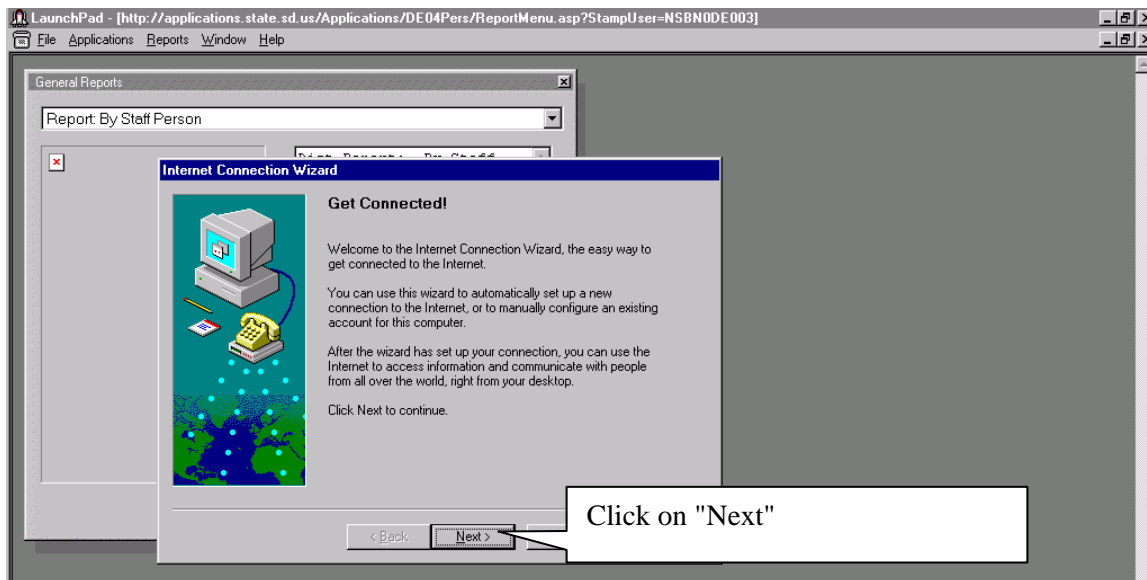 LaunchPad - [http://applications.state.sd.us/Applications/DE04Pers/ReportMenu.asp?StampUser=NSBN0DE003]
File Applications Reports Window Help
General Reports
Report: By Staff Person
Internet Connection Wizard
Get Connected!
Welcome to the Internet Connection Wizard, the easy way to
get connected to the Internet.
You can use this wizard to automatically set up a new
connection to the Internet, or to manually configure an existing
account for this computer.
After the wizard has set up your connection, you can use the
Internet to access information and communicate with people
from all over the world, right from your desktop.
Click Next to continue.
< Back Next >
Click on "Next"